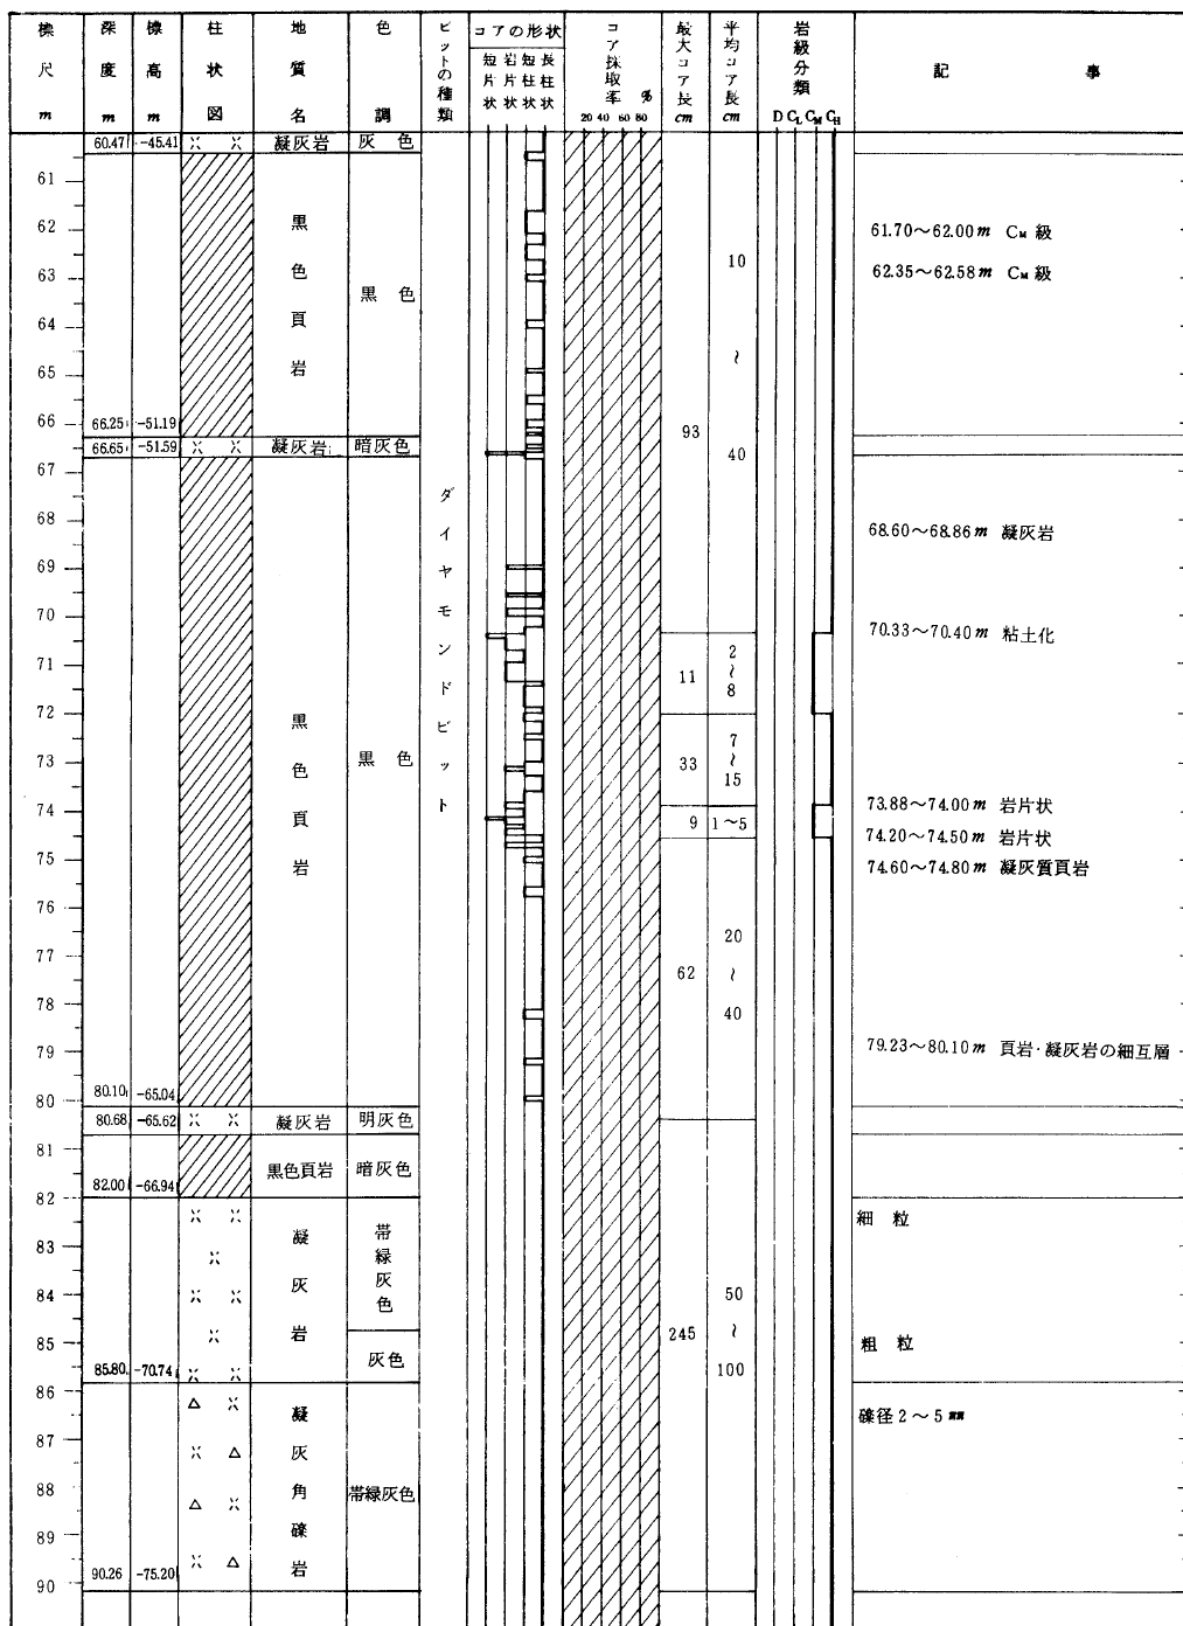 標尺 m
深度 m
標高 m
柱状図
地質名
色調
ビットの種類
コアの形状
短片状 岩片状 短柱状 長柱状
コア採取率 %
20 40 60 80
最大コア長 cm
平均コア長 cm
岩級分類
D CL CM CH
記事
60.47 -45.41 凝灰岩 灰色
61
62
63
64
65
66
黒色頁岩
黒色
10
~
40
93
61.70~62.00m CM級
62.35~62.58m CM級
66.25 -51.19
66.65 -51.59 凝灰岩 暗灰色
67
68
69
70
71
72
73
74
75
76
77
78
79
80
ダイヤモンドビット
黒色頁岩
黒色
68.60~68.86m 凝灰岩
70.33~70.40m 粘土化
11 2~8
33 7~15
73.88~74.00m 岩片状
9 1~5
74.20~74.50m 岩片状
74.60~74.80m 凝灰質頁岩
62 20~40
79.23~80.10m 頁岩・凝灰岩の細互層
80.10 -65.04
80.68 -65.62 凝灰岩 明灰色
81
82.00 -66.94 黒色頁岩 暗灰色
82
83
84
85
凝灰岩
帯緑灰色
細粒
245 50~100
灰色
粗粒
85.80 -70.74
86
87
88
89
90
凝灰角礫岩
帯緑灰色
礫径2~5mm
90.26 -75.20